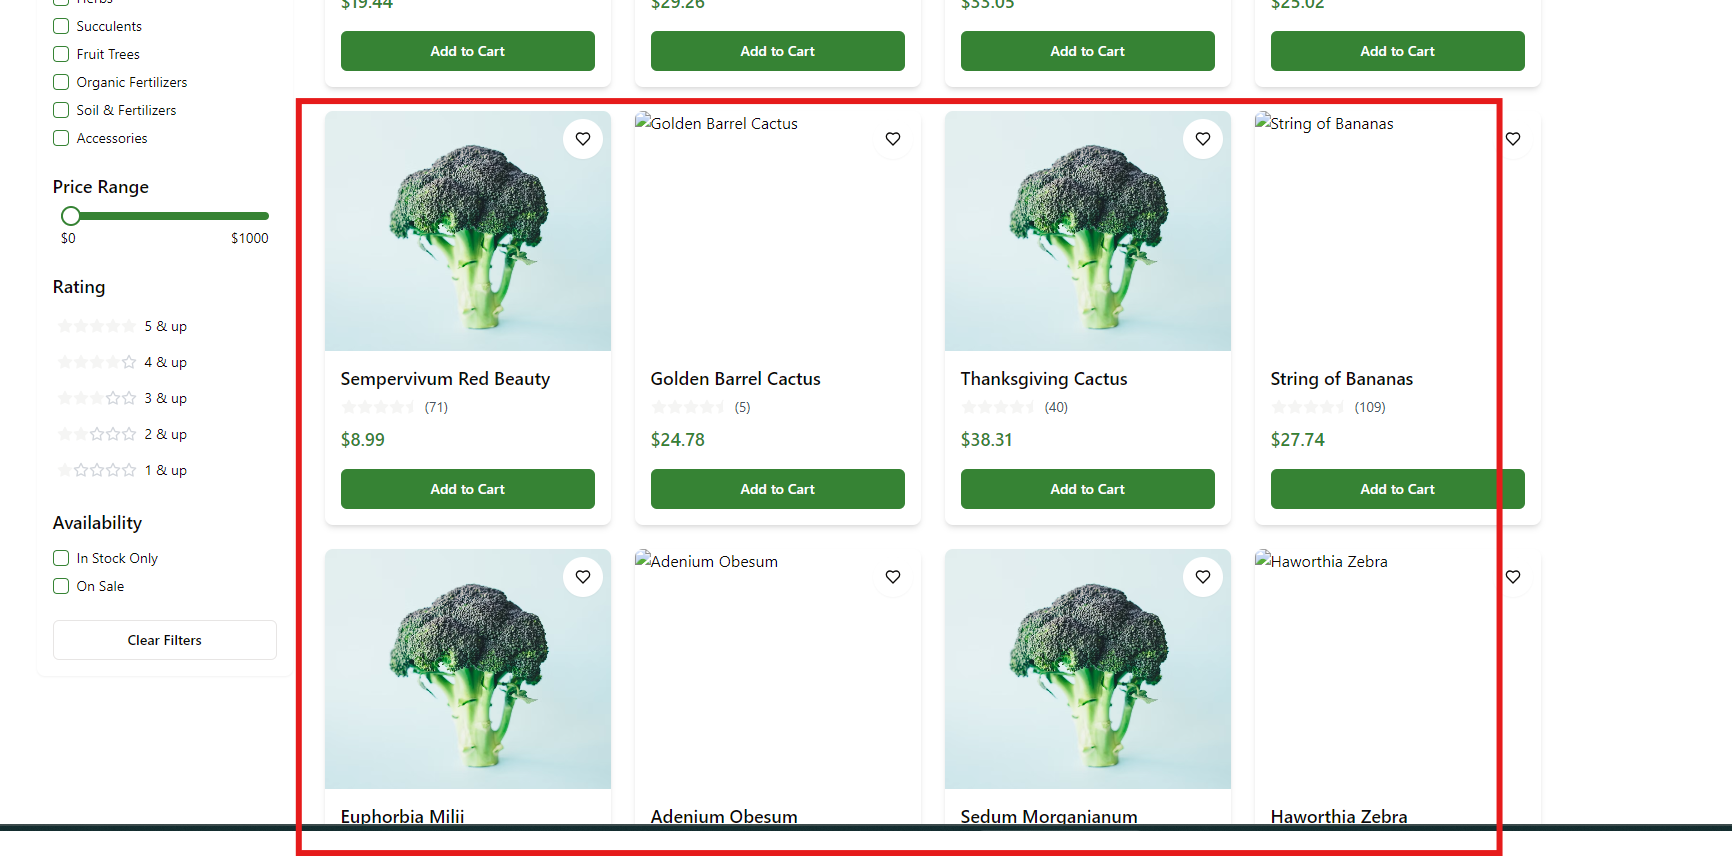 Herbs
Succulents
Fruit Trees
Organic Fertilizers
Soil & Fertilizers
Accessories
Price Range
$0 $1000
Rating
5 & up
4 & up
3 & up
2 & up
1 & up
Availability
In Stock Only
On Sale
Clear Filters
$19.44 $29.26 $33.05 $25.02
Add to Cart Add to Cart Add to Cart Add to Cart
Golden Barrel Cactus String of Bananas
Sempervivum Red Beauty Golden Barrel Cactus Thanksgiving Cactus String of Bananas
(71) (5) (40) (109)
$8.99 $24.78 $38.31 $27.74
Add to Cart Add to Cart Add to Cart Add to Cart
Adenium Obesum Haworthia Zebra
Euphorbia Milii Adenium Obesum Sedum Morganianum Haworthia Zebra